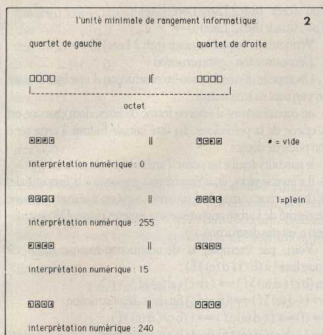 l'unité minimale de rangement informatique 2
quartet de gauche quartet de droite
octet
# = vide
interprétation numérique : 0
1=plein
interprétation numérique : 255
interprétation numérique : 15
interprétation numérique : 240